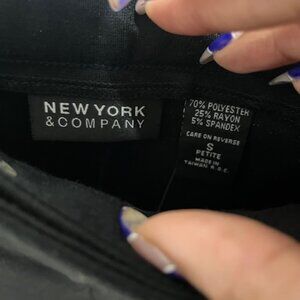 NEW YORK
& COMPANY
70% POLYESTER
25% RAYON
5% SPANDEX
CARE ON REVERSE
S
PETITE
MADE IN
TAIWAN R.O.C.